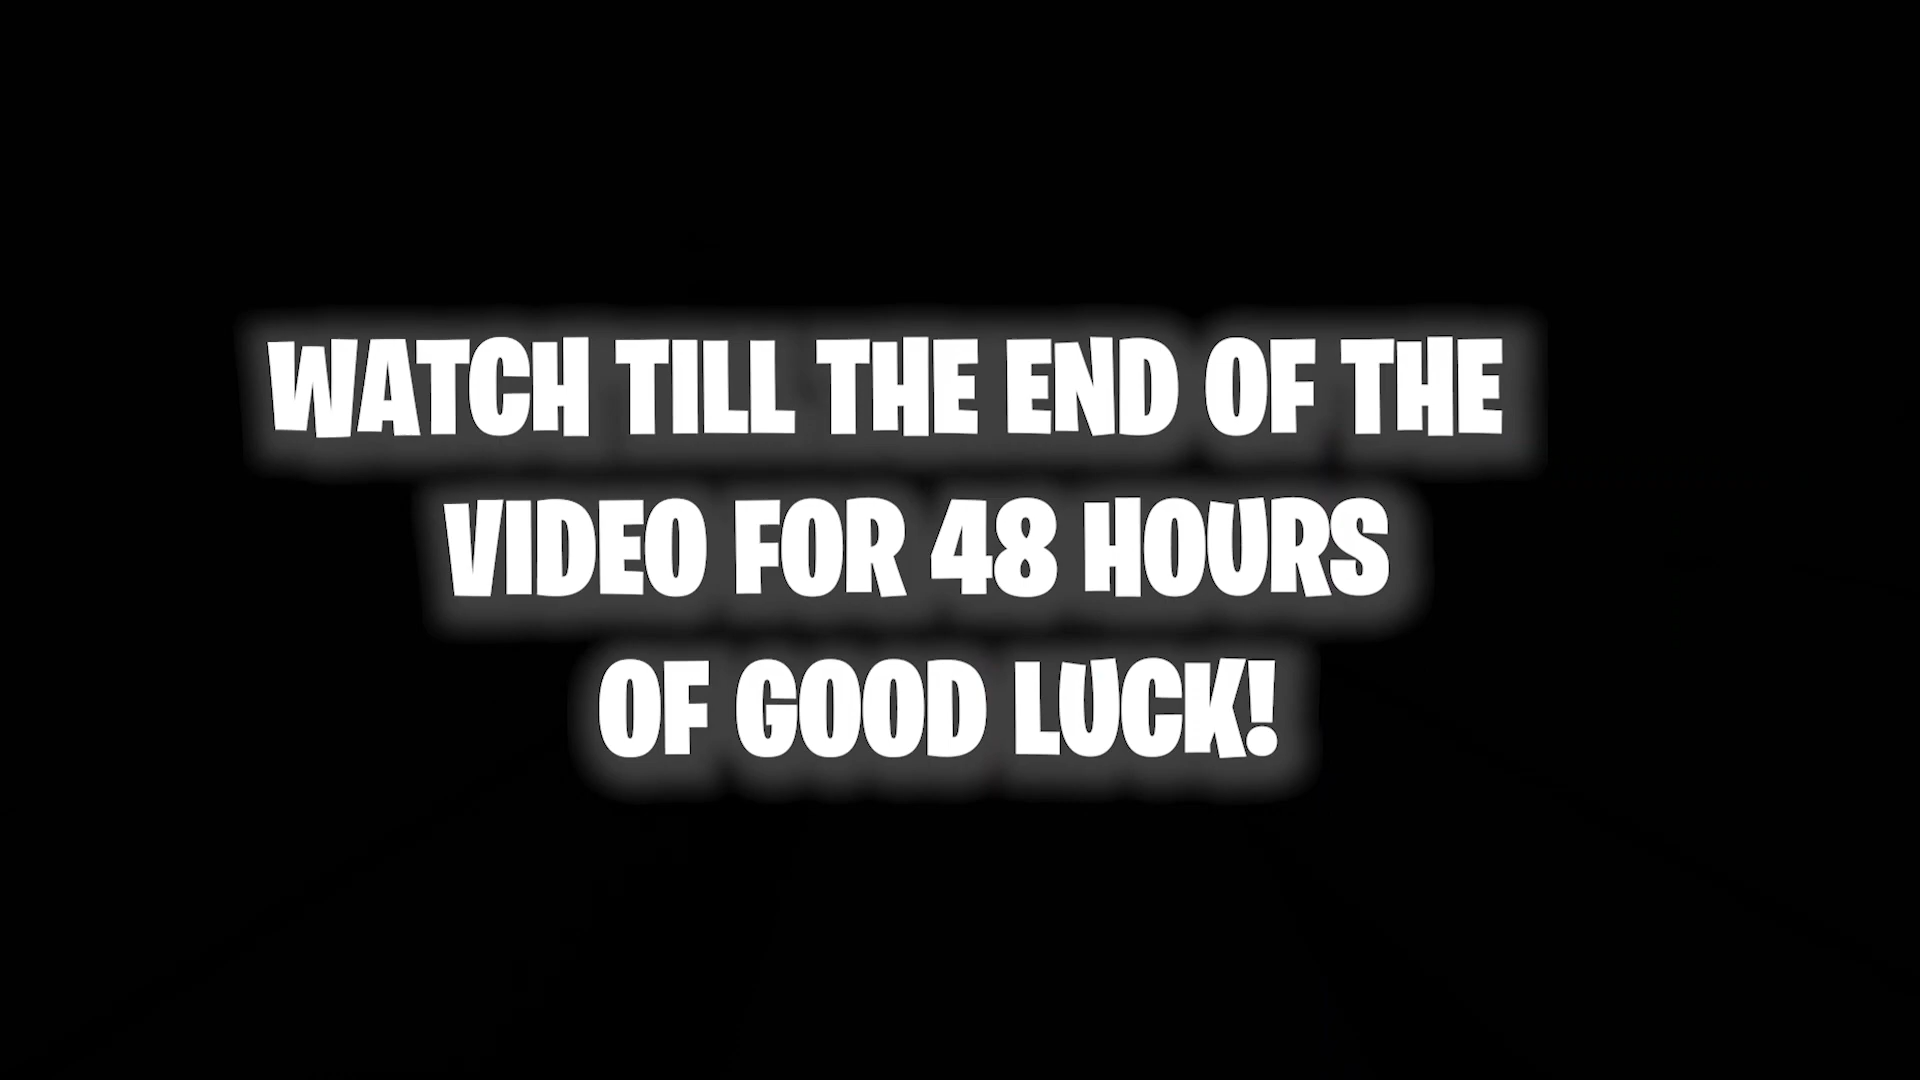 WATCH TILL THE END OF THE
VIDEO FOR 48 HOURS
OF GOOD LUCK!